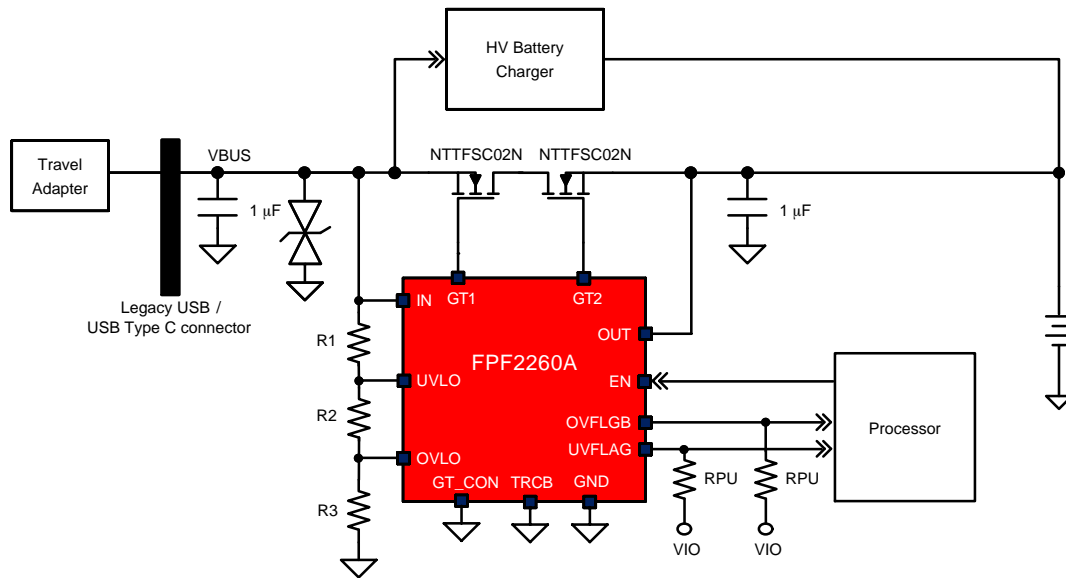 HV Battery
Charger
Travel
Adapter
VBUS
NTTFSC02N
NTTFSC02N
1 μF
1 μF
Legacy USB /
USB Type C connector
R1
R2
R3
IN
GT1
GT2
OUT
FPF2260A
UVLO
EN
OVFLGB
UVFLAG
OVLO
GT_CON
TRCB
GND
Processor
RPU
RPU
VIO
VIO